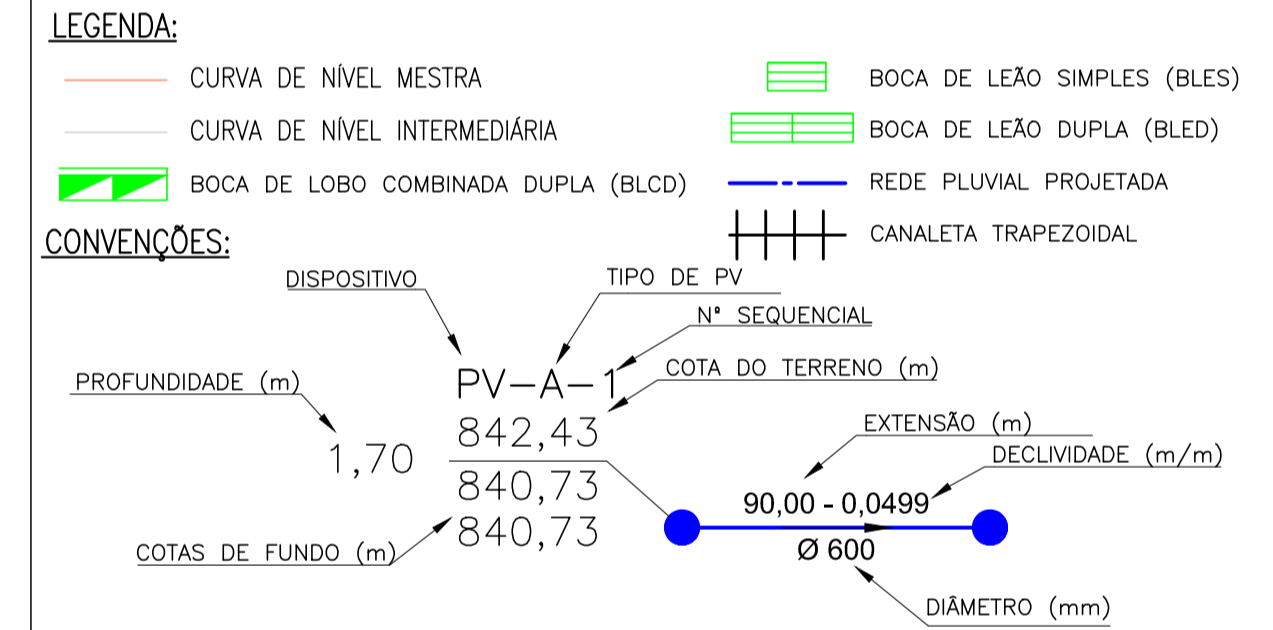 LEGENDA:
CURVA DE NÍVEL MESTRA
CURVA DE NÍVEL INTERMEDIÁRIA
BOCA DE LOBO COMBINADA DUPLA (BLCD)
BOCA DE LEÃO SIMPLES (BLES)
BOCA DE LEÃO DUPLA (BLED)
REDE PLUVIAL PROJETADA
CANALETA TRAPEZOIDAL
CONVENÇÕES:
DISPOSITIVO
TIPO DE PV
Nº SEQUENCIAL
PROFUNDIDADE (m)
PV-A-1
COTA DO TERRENO (m)
842,43
1,70
840,73
840,73
COTAS DE FUNDO (m)
EXTENSÃO (m)
DECLIVIDADE (m/m)
90,00 - 0,0499
Ø 600
DIÂMETRO (mm)